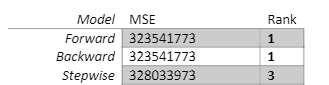 Model MSE Rank
Forward 323541773 1
Backward 323541773 1
Stepwise 328033973 3